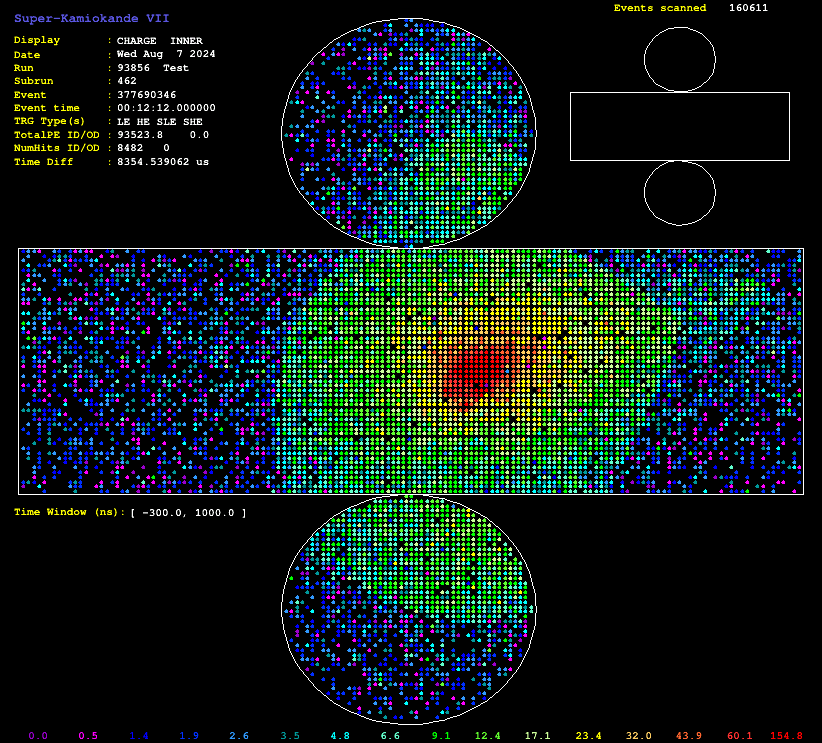 Super-Kamiokande VII
Events scanned 160611
Display : CHARGE INNER
Date : Wed Aug 7 2024
Run : 93856 Test
Subrun : 462
Event : 377690346
Event time : 00:12:12.000000
TRG Type(s) : LE HE SLE SHE
TotalPE ID/OD : 93523.8 0.0
NumHits ID/OD : 8482 0
Time Diff : 8354.539062 us
Time Window (ns): [ -300.0, 1000.0 ]
0.0 0.5 1.4 1.9 2.6 3.5 4.8 6.6 9.1 12.4 17.1 23.4 32.0 43.9 60.1 154.8